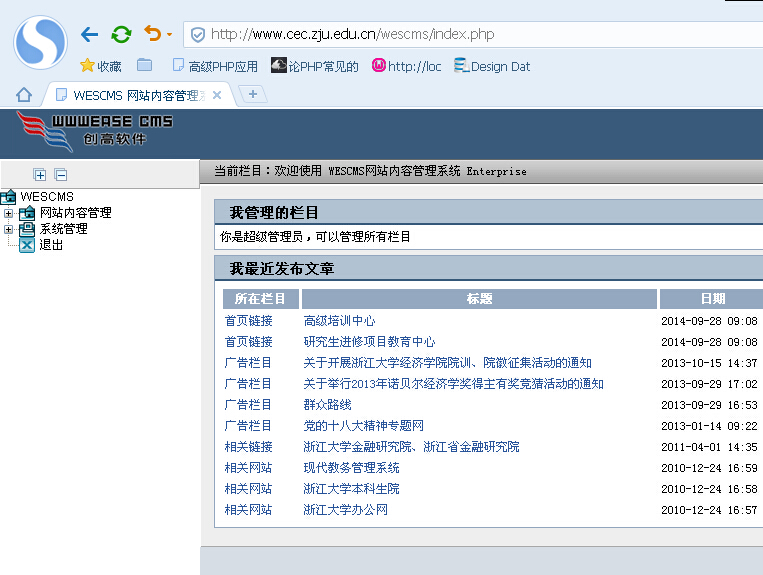 http://www.cec.zju.edu.cn/wescms/index.php
收藏 高级PHP应用 论PHP常见的 http://loc Design Dat
WESCMS 网站内容管理
WWWEASE CMS
创高软件
当前栏目：欢迎使用 WESCMS网站内容管理系统 Enterprise
WESCMS
网站内容管理
系统管理
退出
我管理的栏目
你是超级管理员，可以管理所有栏目
我最近发布文章
所在栏目 标题 日期
首页链接 高级培训中心 2014-09-28 09:08
首页链接 研究生进修项目教育中心 2014-09-28 09:08
广告栏目 关于开展浙江大学经济学院院训、院徽征集活动的通知 2013-10-15 14:37
广告栏目 关于举行2013年诺贝尔经济学奖得主有奖竞猜活动的通知 2013-09-29 17:02
广告栏目 群众路线 2013-09-29 16:53
广告栏目 党的十八大精神专题网 2013-01-14 09:22
相关链接 浙江大学金融研究院、浙江省金融研究院 2011-04-01 14:35
相关网站 现代教务管理系统 2010-12-24 16:59
相关网站 浙江大学本科生院 2010-12-24 16:58
相关网站 浙江大学办公网 2010-12-24 16:57